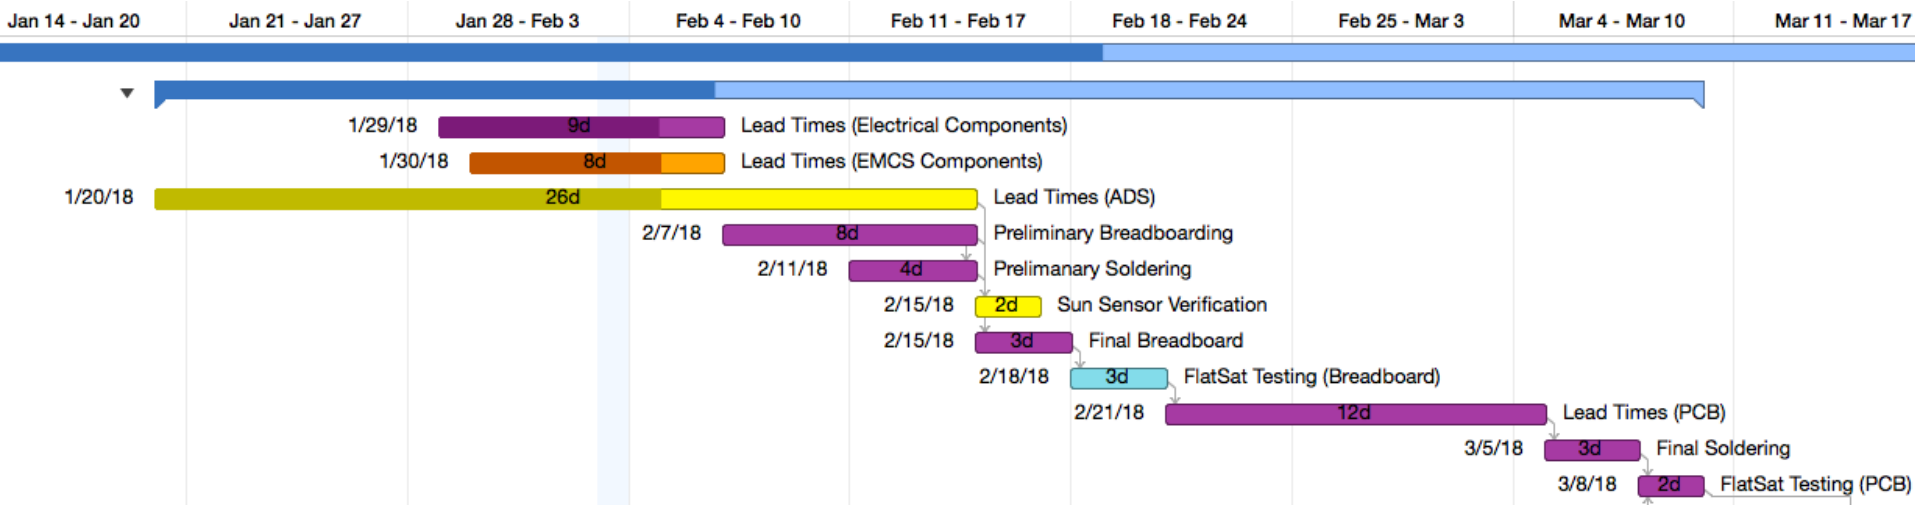 Jan 14 - Jan 20 Jan 21 - Jan 27 Jan 28 - Feb 3 Feb 4 - Feb 10 Feb 11 - Feb 17 Feb 18 - Feb 24 Feb 25 - Mar 3 Mar 4 - Mar 10 Mar 11 - Mar 17
1/29/18 9d Lead Times (Electrical Components)
1/30/18 8d Lead Times (EMCS Components)
1/20/18 26d Lead Times (ADS)
2/7/18 8d Preliminary Breadboarding
2/11/18 4d Prelimanary Soldering
2/15/18 2d Sun Sensor Verification
2/15/18 3d Final Breadboard
2/18/18 3d FlatSat Testing (Breadboard)
2/21/18 12d Lead Times (PCB)
3/5/18 3d Final Soldering
3/8/18 2d FlatSat Testing (PCB)